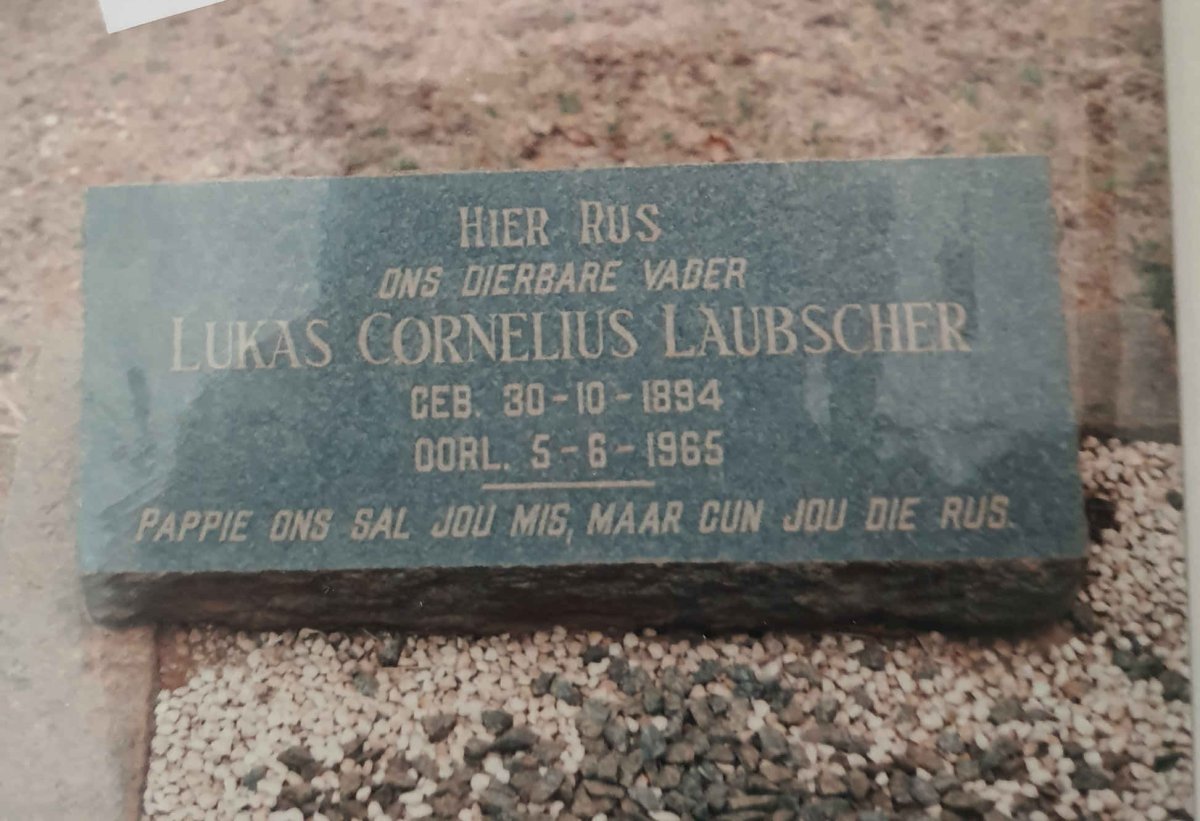 HIER RUS
ONS DIERBARE VADER
LUKAS CORNELIUS LAUBSCHER
GEB. 30-10-1894
OORL. 5-6-1965
PAPPIE ONS SAL JOU MIS, MAAR GUN JOU DIE RUS.